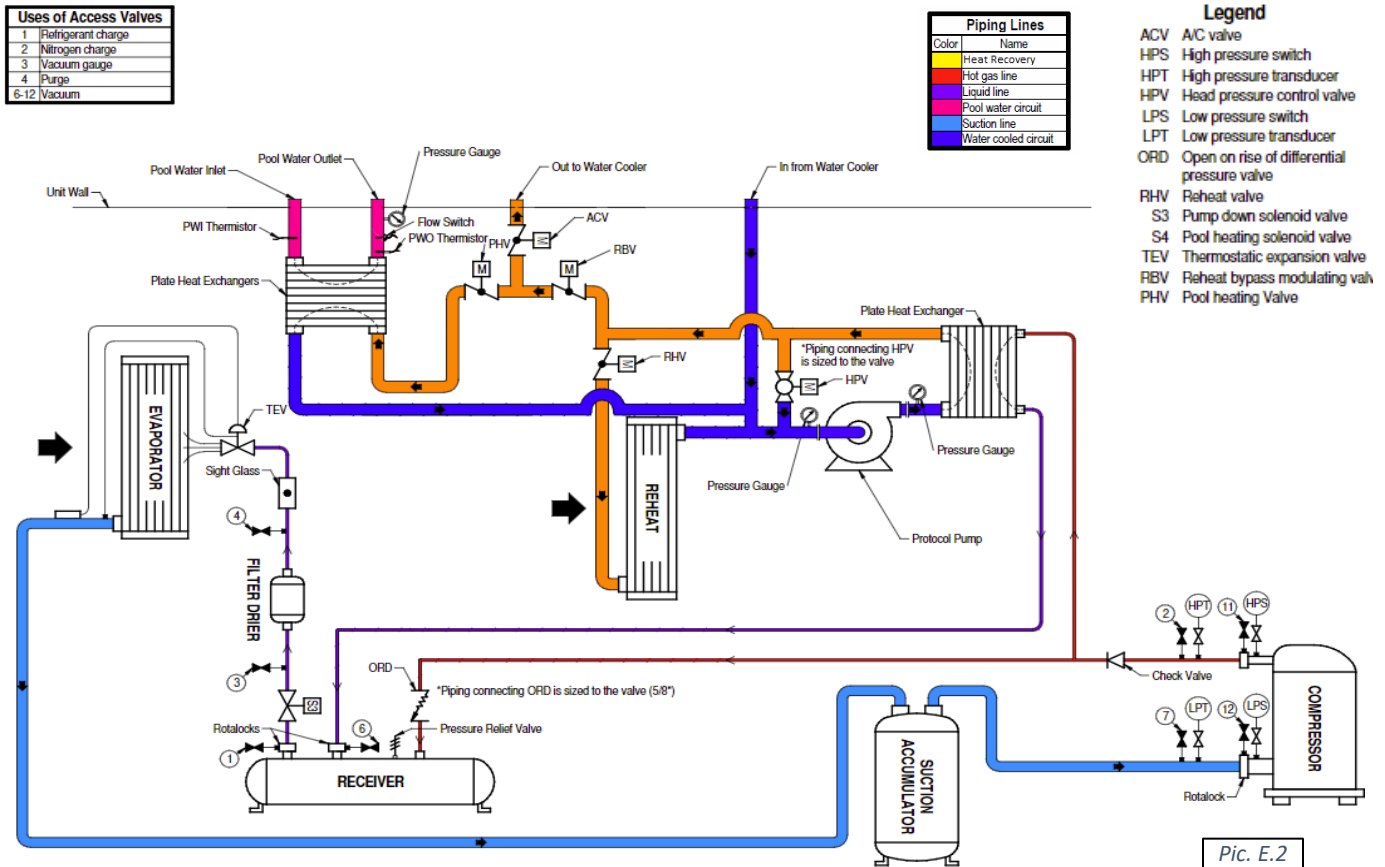 Uses of Access Valves
1 Refrigerant charge
2 Nitrogen charge
3 Vacuum gauge
4 Purge
6-12 Vacuum
Piping Lines
Color Name
Heat Recovery
Hot gas line
Liquid line
Pool water circuit
Suction line
Water cooled circuit
Legend
ACV A/C valve
HPS High pressure switch
HPT High pressure transducer
HPV Head pressure control valve
LPS Low pressure switch
LPT Low pressure transducer
ORD Open on rise of differential
pressure valve
RHV Reheat valve
S3 Pump down solenoid valve
S4 Pool heating solenoid valve
TEV Thermostatic expansion valve
RBV Reheat bypass modulating valv
PHV Pool heating Valve
Pool Water Outlet
Pressure Gauge
Pool Water Inlet
Out to Water Cooler
In from Water Cooler
Unit Wall
ACV
Flow Switch
PWI Thermistor
PWO Thermistor
M
PHV
RBV
M
M
Plate Heat Exchangers
Plate Heat Exchanger
*Piping connecting HPV
is sized to the valve
RHV
M
HPV
M
TEV
EVAPORATOR
Sight Glass
Pressure Gauge
Pressure Gauge
REHEAT
4
Protocol Pump
FILTER DRIER
2
HPT
11
HPS
3
ORD
*Piping connecting ORD is sized to the valve (5/8")
Check Valve
S3
COMPRESSOR
Rotalocks
6
Pressure Relief Valve
7
LPT
12
LPS
1
RECEIVER
SUCTION
ACCUMULATOR
Rotalock
Pic. E.2